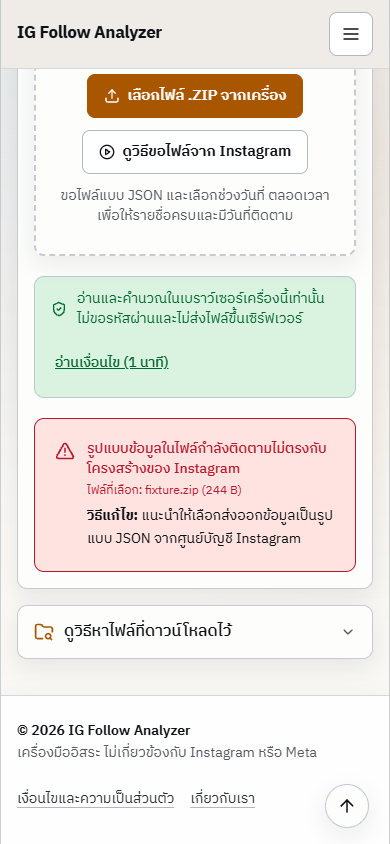 IG Follow Analyzer
เลือกไฟล์ .ZIP จากเครื่อง
ดูวิธีขอไฟล์จาก Instagram
ขอไฟล์แบบ JSON และเลือกช่วงวันที่ ตลอดเวลา
เพื่อให้รายชื่อครบและมีวันที่ติดตาม
อ่านและคำนวณในเบราว์เซอร์เครื่องนี้เท่านั้น
ไม่ขอรหัสผ่านและไม่ส่งไฟล์ขึ้นเซิร์ฟเวอร์
อ่านเงื่อนไข (1 นาที)
รูปแบบข้อมูลในไฟล์กำลังติดตามไม่ตรงกับ
โครงสร้างของ Instagram
ไฟล์ที่เลือก: fixture.zip (244 B)
วิธีแก้ไข: แนะนำให้เลือกส่งออกข้อมูลเป็นรูป
แบบ JSON จากศูนย์บัญชี Instagram
ดูวิธีหาไฟล์ที่ดาวน์โหลดไว้
© 2026 IG Follow Analyzer
เครื่องมืออิสระ ไม่เกี่ยวข้องกับ Instagram หรือ Meta
เงื่อนไขและความเป็นส่วนตัว เกี่ยวกับเรา